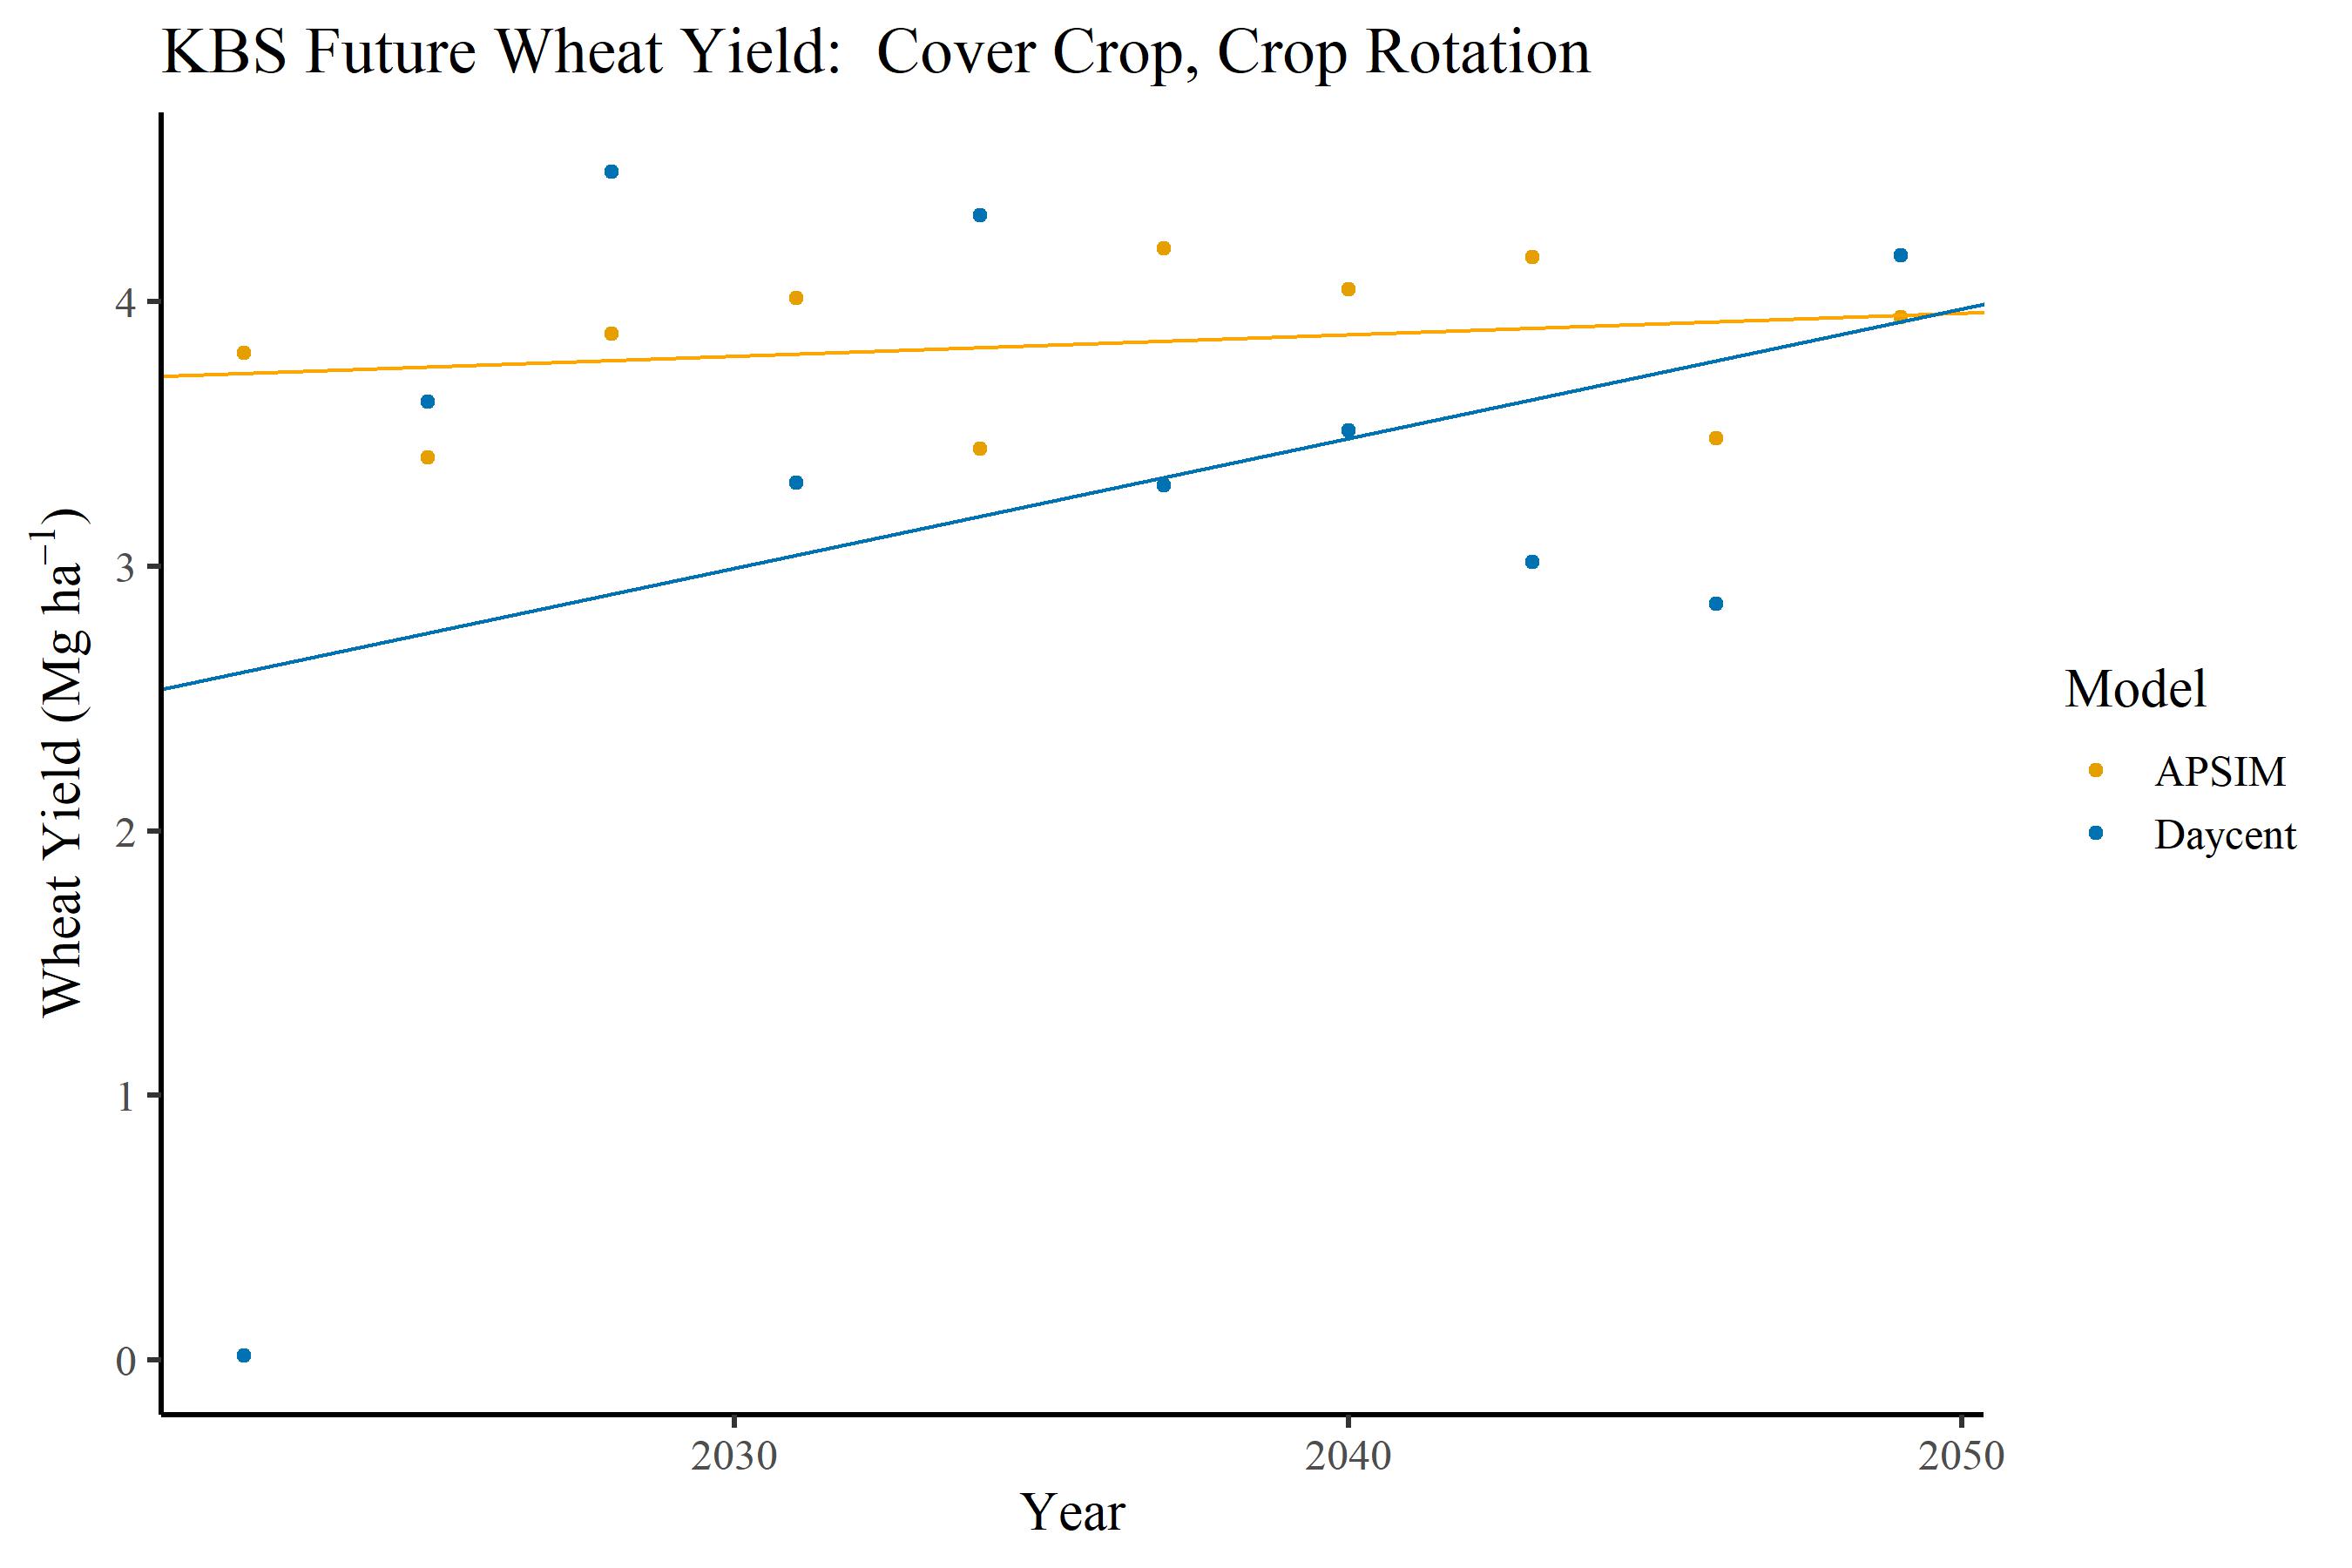 KBS Future Wheat Yield:  Cover Crop, Crop Rotation
Wheat Yield (Mg ha⁻¹)
4
3
2
1
0
2030
2040
2050
Year
Model
APSIM
Daycent